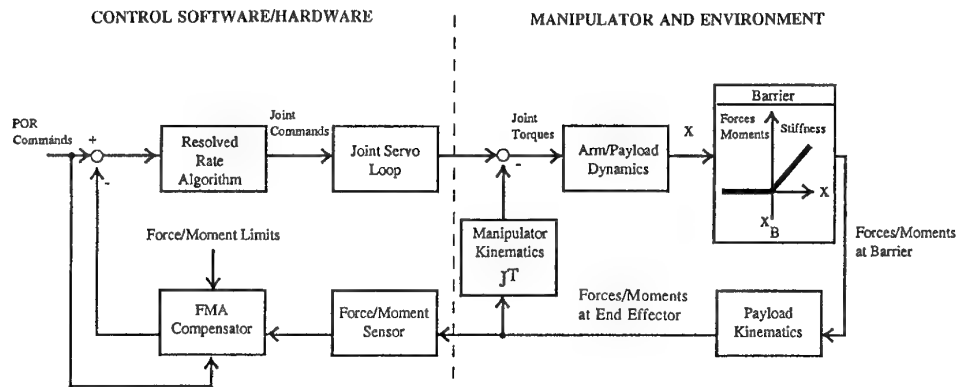 CONTROL SOFTWARE/HARDWARE
MANIPULATOR AND ENVIRONMENT
POR
Commands
+
-
Resolved
Rate
Algorithm
Joint
Commands
Joint Servo
Loop
Joint
Torques
-
Arm/Payload
Dynamics
X
Barrier
Forces
Moments
Stiffness
X
X
B
Manipulator
Kinematics
JT
Forces/Moments
at Barrier
Force/Moment Limits
FMA
Compensator
Force/Moment
Sensor
Forces/Moments
at End Effector
Payload
Kinematics